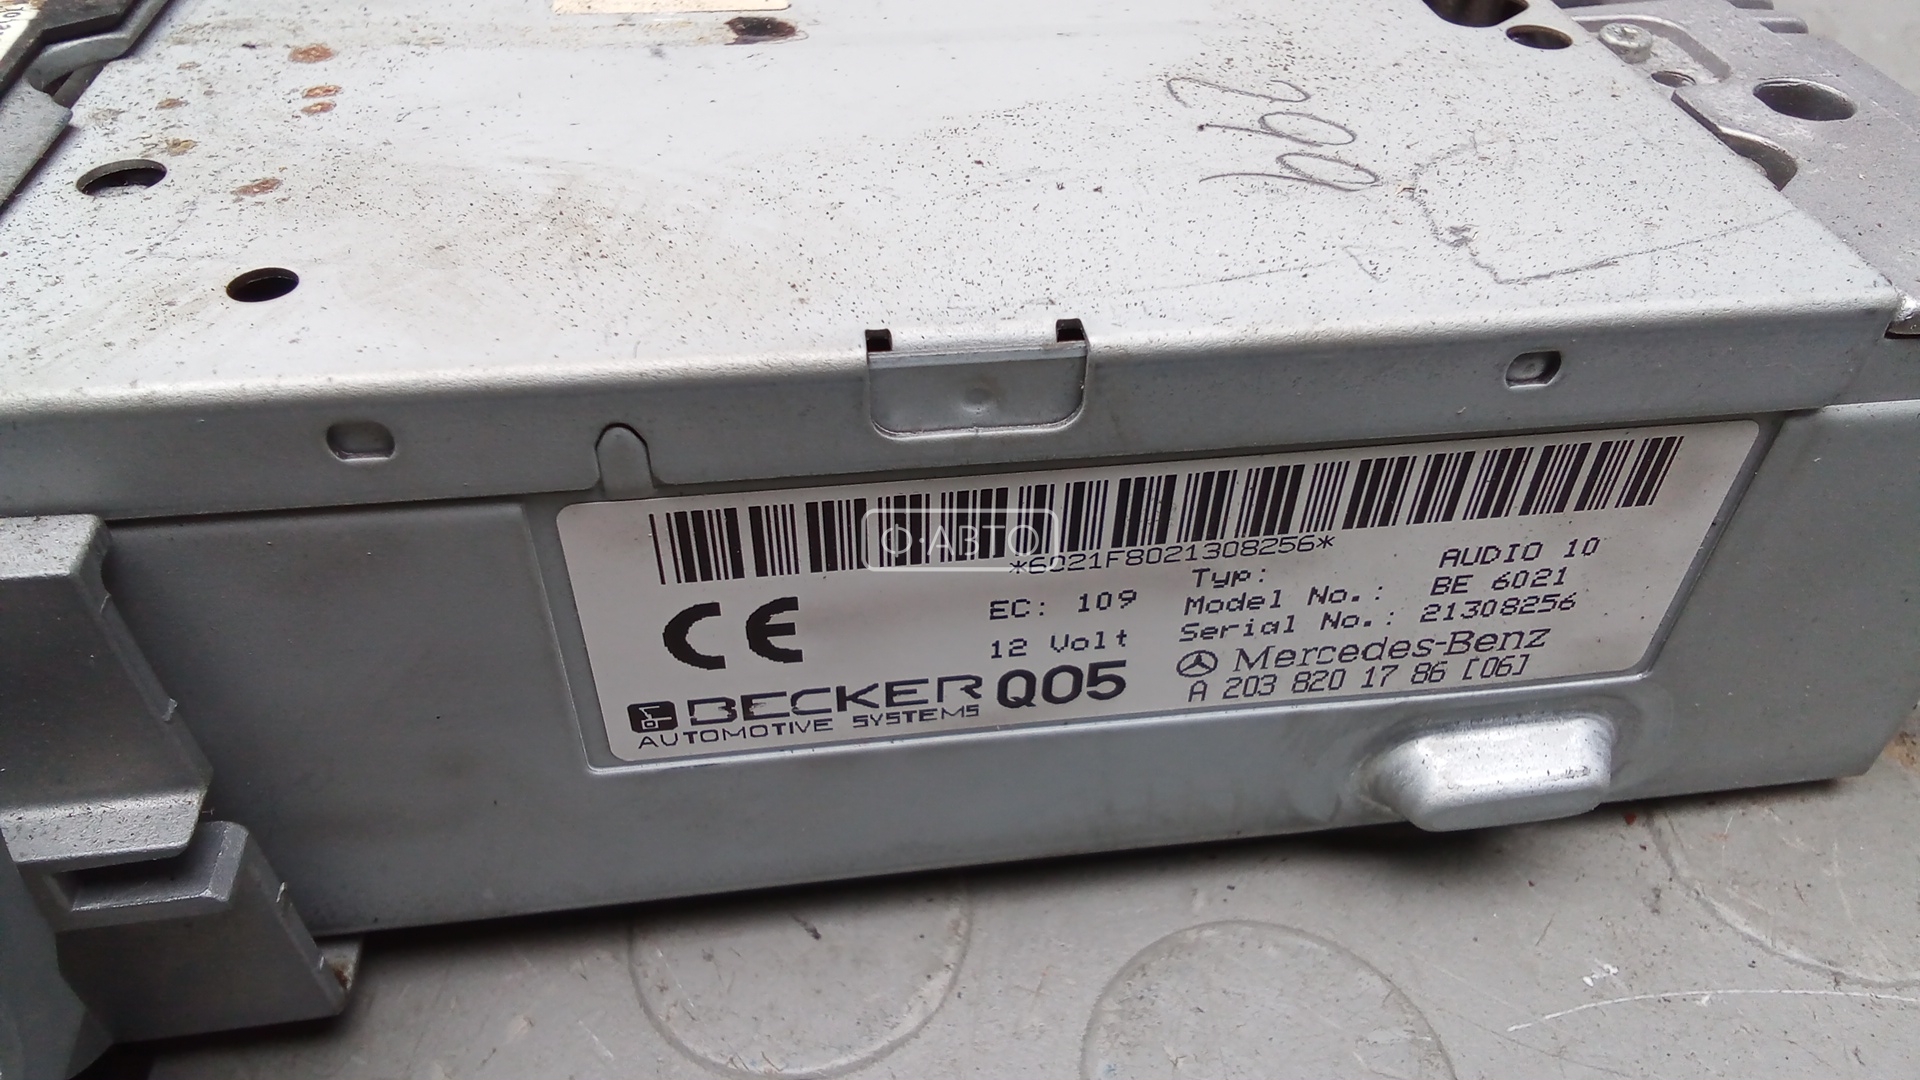 202
Ф·АВТО
*6021F8021308256*
EC: 109
12 Volt
Typ: AUDIO 10
Model No.: BE 6021
Serial No.: 21308256
Mercedes-Benz
A 203 820 17 86 [06]
CE
BECKER Q05
AUTOMOTIVE SYSTEMS